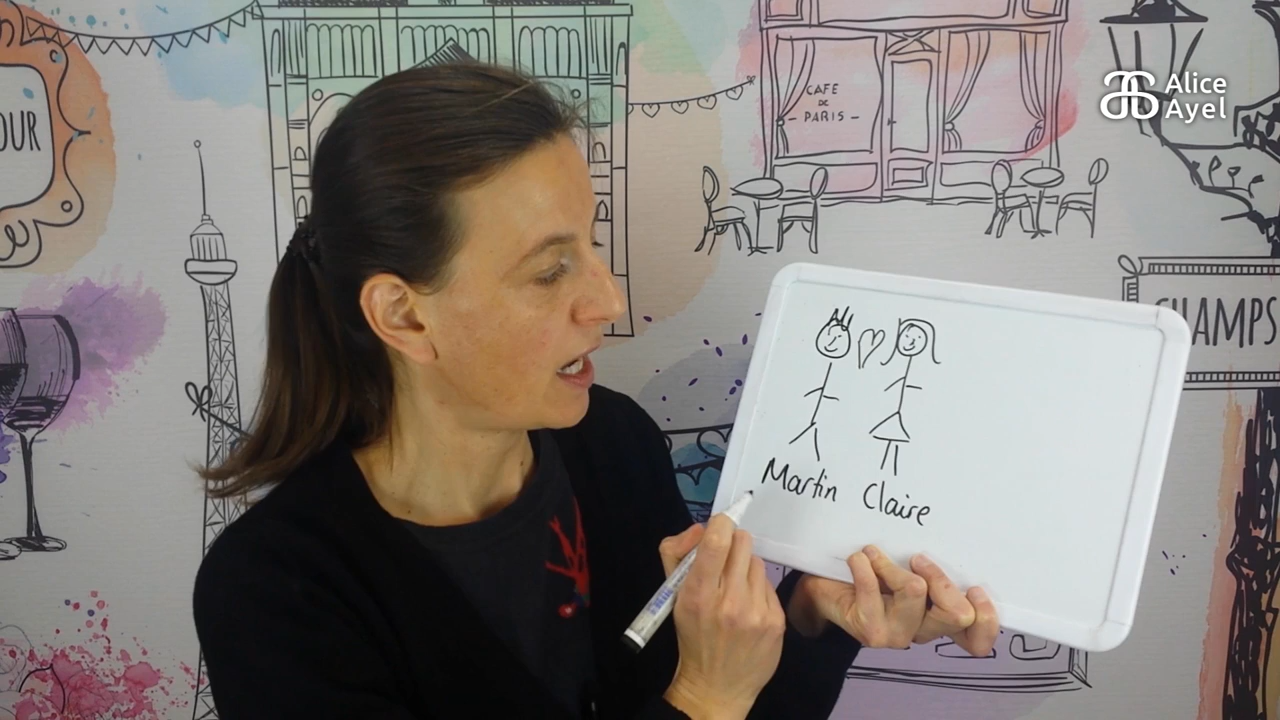 OUR
CAFE
DE
- PARIS -
Alice
Ayel
CHAMPS
Martin Claire